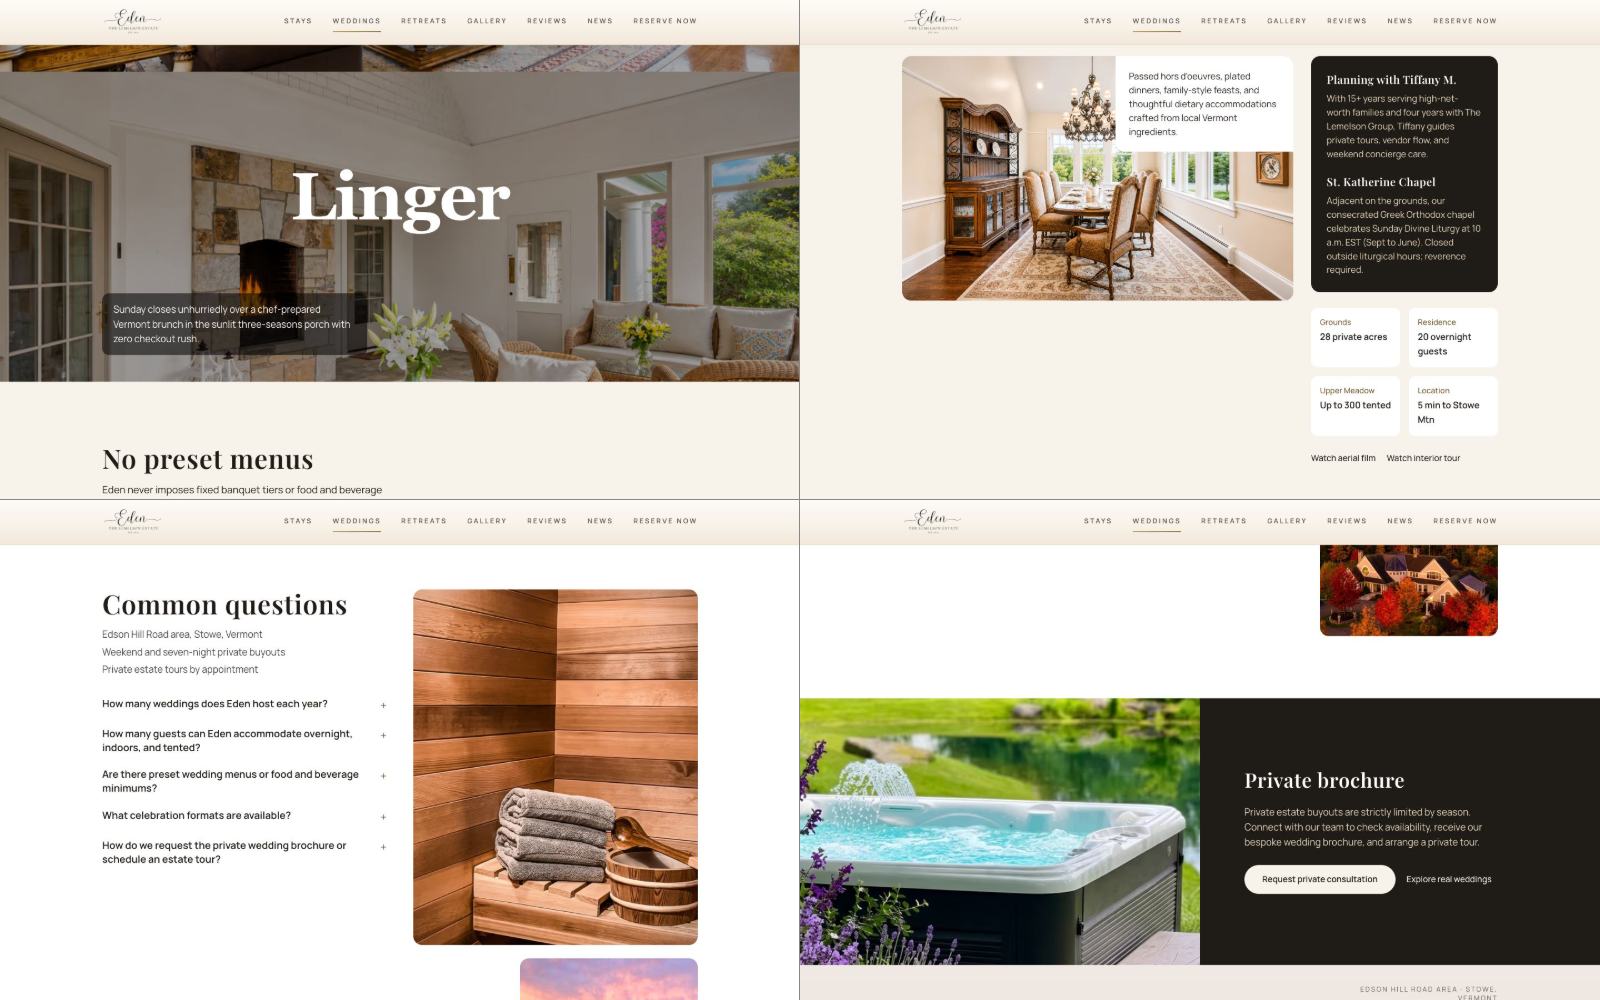 Eden
STAYS WEDDINGS RETREATS GALLERY REVIEWS NEWS RESERVE NOW
Linger
Sunday closes unhurriedly over a chef-prepared
Vermont brunch in the sunlit three-seasons porch with
zero checkout rush.
No preset menus
Eden never imposes fixed banquet tiers or food and beverage
Eden
STAYS WEDDINGS RETREATS GALLERY REVIEWS NEWS RESERVE NOW
Passed hors d'oeuvres, plated
dinners, family-style feasts, and
thoughtful dietary accommodations
crafted from local Vermont
ingredients.
Planning with Tiffany M.
With 15+ years serving high-net-
worth families and four years with The
Lemelson Group, Tiffany guides
private tours, vendor flow, and
weekend concierge care.
St. Katherine Chapel
Adjacent on the grounds, our
consecrated Greek Orthodox chapel
celebrates Sunday Divine Liturgy at 10
a.m. EST (Sept to June). Closed
outside liturgical hours; reverence
required.
Grounds
28 private acres
Residence
20 overnight
guests
Upper Meadow
Up to 300 tented
Location
5 min to Stowe
Mtn
Watch aerial film Watch interior tour
Eden
STAYS WEDDINGS RETREATS GALLERY REVIEWS NEWS RESERVE NOW
Common questions
Edson Hill Road area, Stowe, Vermont
Weekend and seven-night private buyouts
Private estate tours by appointment
How many weddings does Eden host each year? +
How many guests can Eden accommodate overnight, +
indoors, and tented?
Are there preset wedding menus or food and beverage +
minimums?
What celebration formats are available? +
How do we request the private wedding brochure or +
schedule an estate tour?
Eden
STAYS WEDDINGS RETREATS GALLERY REVIEWS NEWS RESERVE NOW
Private brochure
Private estate buyouts are strictly limited by season.
Connect with our team to check availability, receive our
bespoke wedding brochure, and arrange a private tour.
Request private consultation Explore real weddings
EDSON HILL ROAD AREA · STOWE,
VERMONT